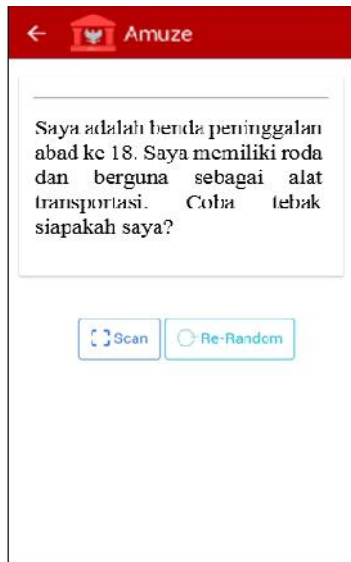 Amuze
Saya adalah benda peninggalan
abad ke 18. Saya memiliki roda
dan berguna sebagai alat
transportasi. Coba tebak
siapakah saya?
Scan
Re-Random